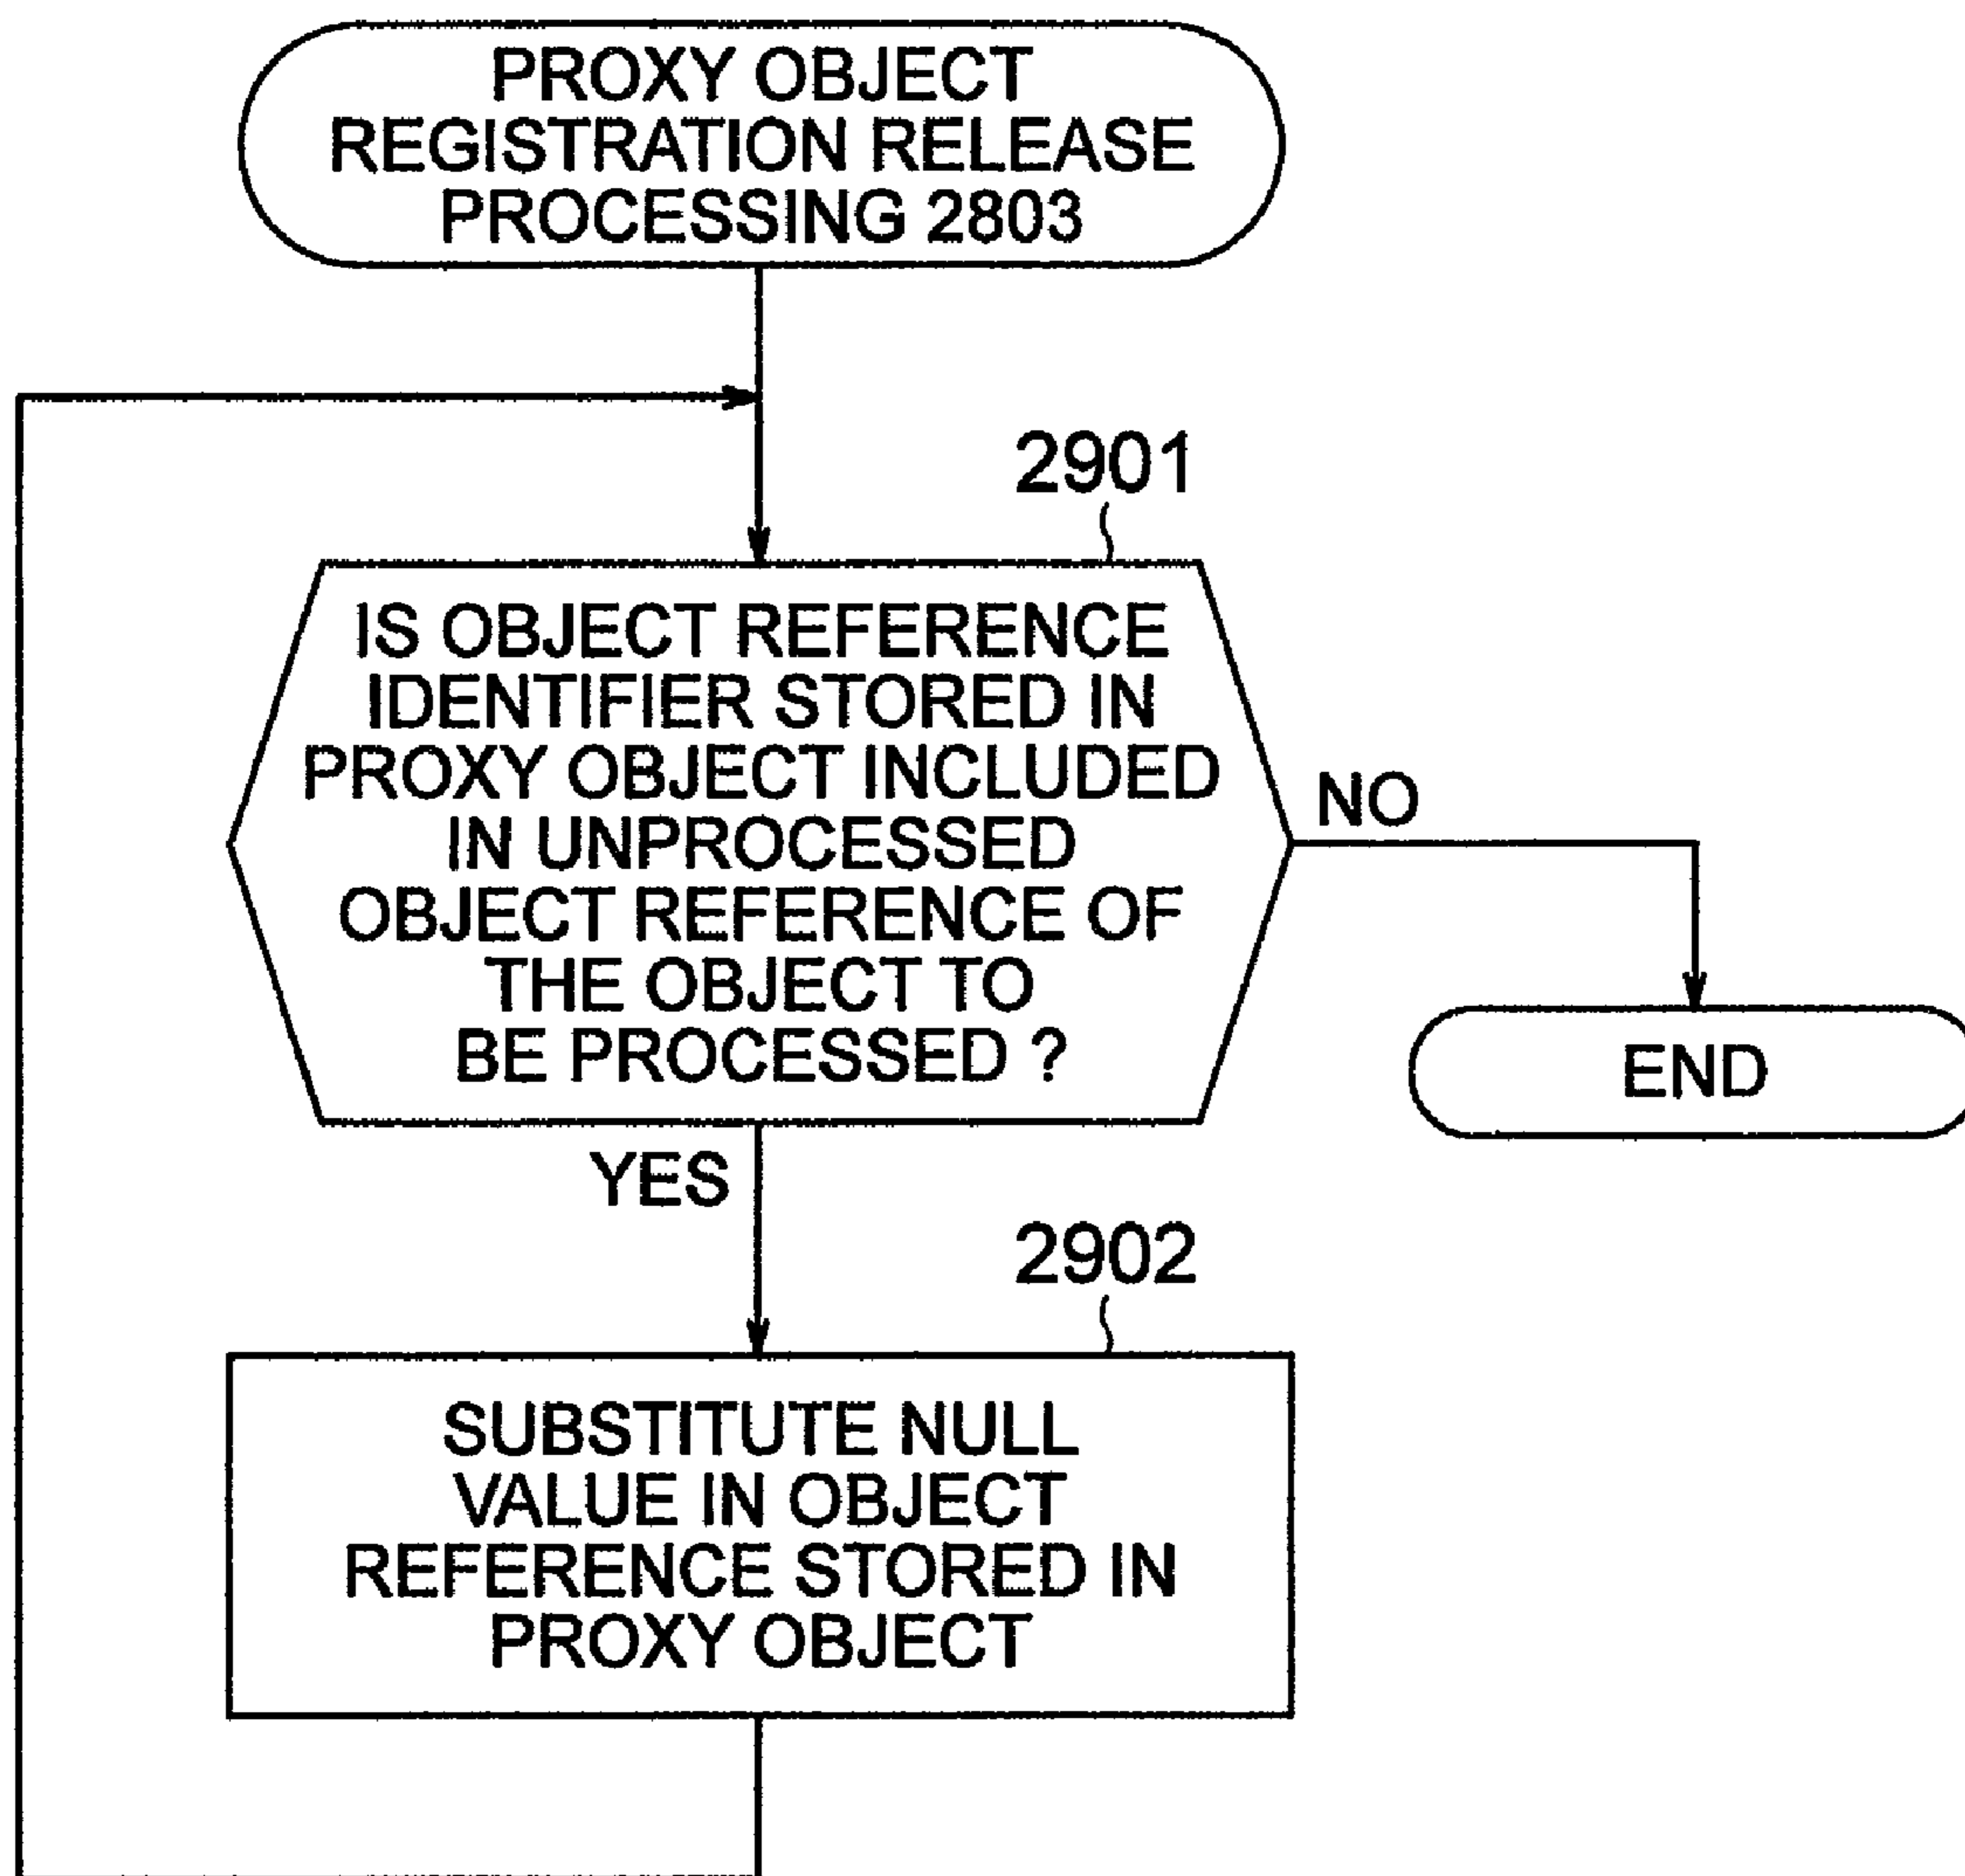 PROXY OBJECT
REGISTRATION RELEASE
PROCESSING 2803
2901
IS OBJECT REFERENCE
IDENTIFIER STORED IN
PROXY OBJECT INCLUDED
IN UNPROCESSED
OBJECT REFERENCE OF
THE OBJECT TO
BE PROCESSED ?
NO
END
YES
2902
SUBSTITUTE NULL
VALUE IN OBJECT
REFERENCE STORED IN
PROXY OBJECT